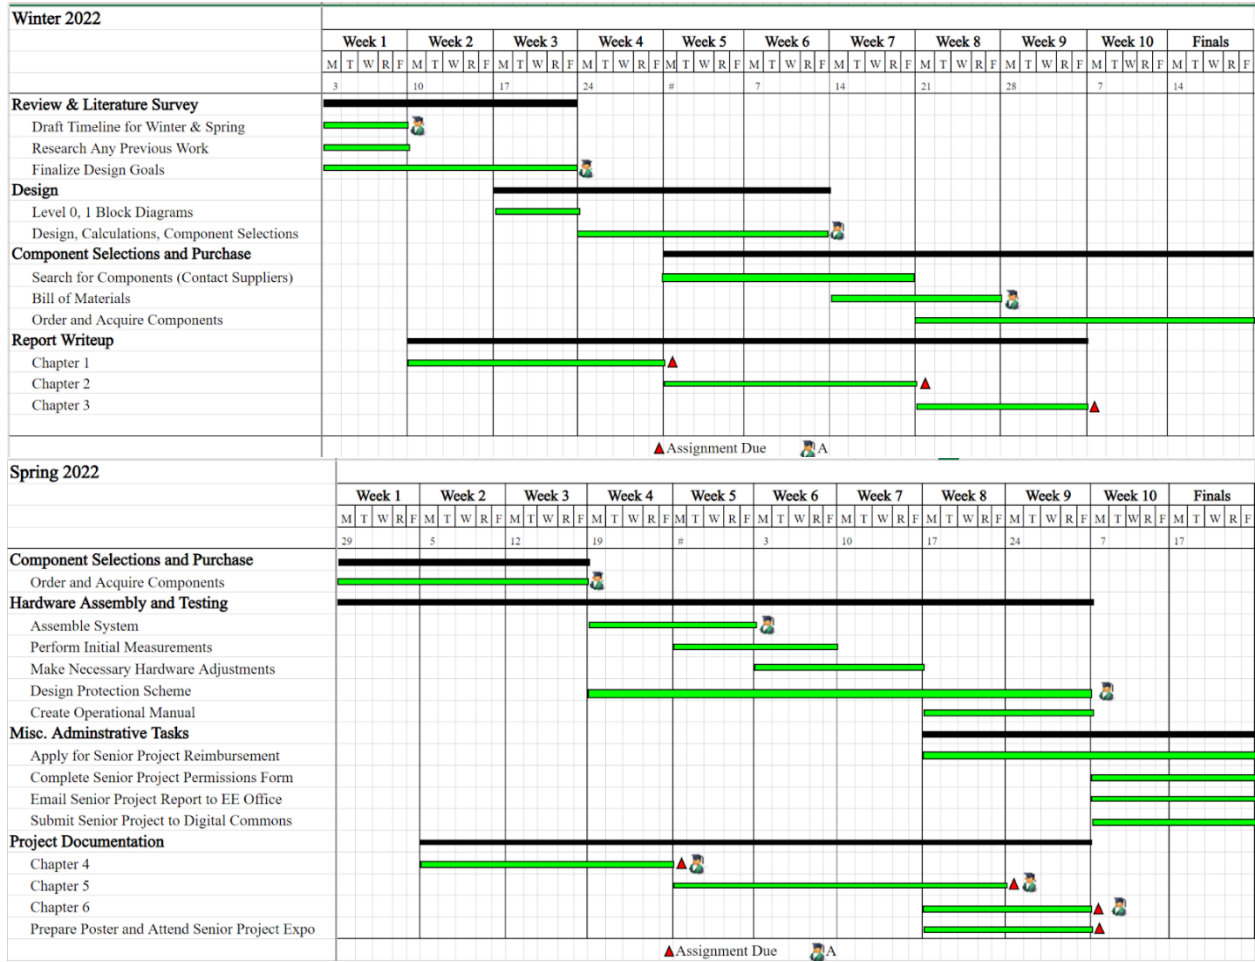 Winter 2022
Week 1 Week 2 Week 3 Week 4 Week 5 Week 6 Week 7 Week 8 Week 9 Week 10 Finals
M T W R F M T W R F M T W R F M T W R F M T W R F M T W R F M T W R F M T W R F M T W R F M T W R F M T W R F
3 10 17 24 # 7 14 21 28 7 14
Review & Literature Survey
Draft Timeline for Winter & Spring
Research Any Previous Work
Finalize Design Goals
Design
Level 0, 1 Block Diagrams
Design, Calculations, Component Selections
Component Selections and Purchase
Search for Components (Contact Suppliers)
Bill of Materials
Order and Acquire Components
Report Writeup
Chapter 1
Chapter 2
Chapter 3
Assignment Due A
Spring 2022
Week 1 Week 2 Week 3 Week 4 Week 5 Week 6 Week 7 Week 8 Week 9 Week 10 Finals
M T W R F M T W R F M T W R F M T W R F M T W R F M T W R F M T W R F M T W R F M T W R F M T W R F M T W R F
29 5 12 19 # 3 10 17 24 7 17
Component Selections and Purchase
Order and Acquire Components
Hardware Assembly and Testing
Assemble System
Perform Initial Measurements
Make Necessary Hardware Adjustments
Design Protection Scheme
Create Operational Manual
Misc. Adminstrative Tasks
Apply for Senior Project Reimbursement
Complete Senior Project Permissions Form
Email Senior Project Report to EE Office
Submit Senior Project to Digital Commons
Project Documentation
Chapter 4
Chapter 5
Chapter 6
Prepare Poster and Attend Senior Project Expo
Assignment Due A